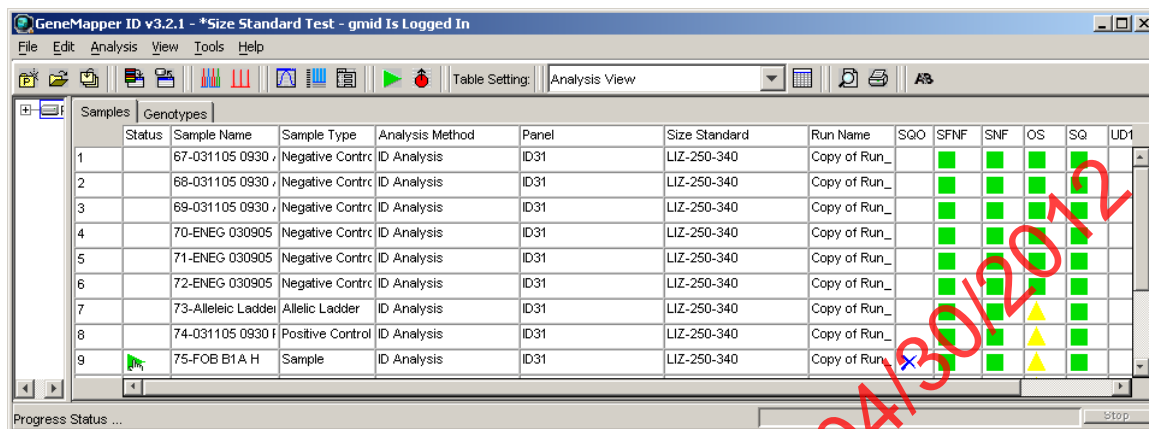 GeneMapper ID v3.2.1 - *Size Standard Test - gmid Is Logged In
File Edit Analysis View Tools Help
Table Setting: Analysis View
Samples Genotypes
Status Sample Name Sample Type Analysis Method Panel Size Standard Run Name SQO SFNF SNF OS SQ UD1
1 67-031105 0930 Negative Contrc ID Analysis ID31 LIZ-250-340 Copy of Run_
2 68-031105 0930 Negative Contrc ID Analysis ID31 LIZ-250-340 Copy of Run_
3 69-031105 0930 Negative Contrc ID Analysis ID31 LIZ-250-340 Copy of Run_
4 70-ENEG 030905 Negative Contrc ID Analysis ID31 LIZ-250-340 Copy of Run_
5 71-ENEG 030905 Negative Contrc ID Analysis ID31 LIZ-250-340 Copy of Run_
6 72-ENEG 030905 Negative Contrc ID Analysis ID31 LIZ-250-340 Copy of Run_
7 73-Alleleic Ladder Allelic Ladder ID Analysis ID31 LIZ-250-340 Copy of Run_
8 74-031105 0930 Positive Control ID Analysis ID31 LIZ-250-340 Copy of Run_
9 75-FOB B1 A H Sample ID Analysis ID31 LIZ-250-340 Copy of Run_
Progress Status ... Stop
04/30/2012